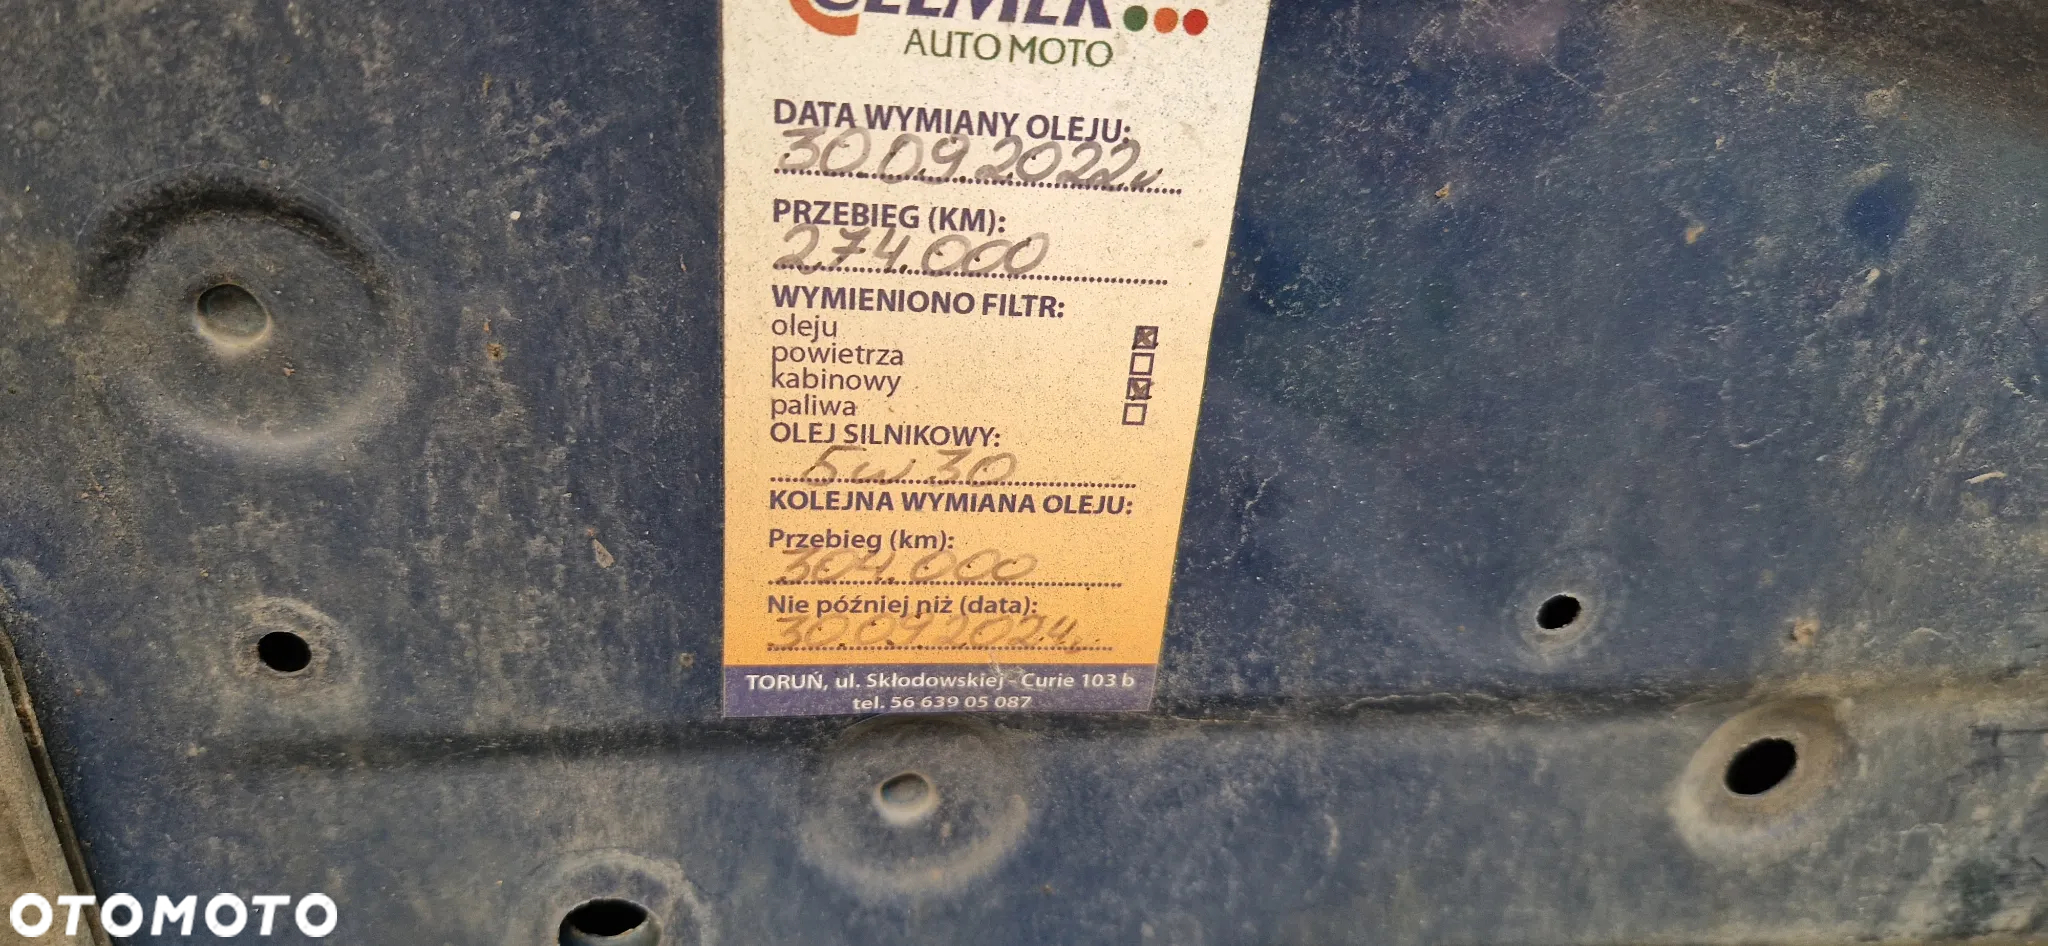 AUTO MOTO
DATA WYMIANY OLEJU:
30.09.2022
PRZEBIEG (KM):
274.000
WYMIENIONO FILTR:
oleju
powietrza
kabinowy
paliwa
OLEJ SILNIKOWY:
5w30
KOLEJNA WYMIANA OLEJU:
Przebieg (km):
304.000
Nie później niż (data):
30.09.2024
TORUŃ, ul. Skłodowskiej - Curie 103 b
tel. 56 639 05 087
OTOMOTO